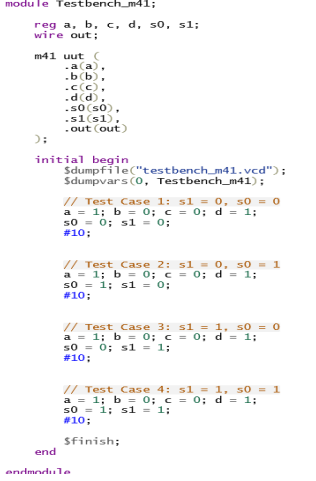 module Testbench_m41;
reg a, b, c, d, s0, s1;
wire out;
m41 uut (
.a(a),
.b(b),
.c(c),
.d(d),
.s0(s0),
.s1(s1),
.out(out)
);
initial begin
$dumpfile("testbench_m41.vcd");
$dumpvars(0, Testbench_m41);
// Test Case 1: s1 = 0, s0 = 0
a = 1; b = 0; c = 0; d = 1;
s0 = 0; s1 = 0;
#10;
// Test Case 2: s1 = 0, s0 = 1
a = 1; b = 0; c = 0; d = 1;
s0 = 1; s1 = 0;
#10;
// Test Case 3: s1 = 1, s0 = 0
a = 1; b = 0; c = 0; d = 1;
s0 = 0; s1 = 1;
#10;
// Test Case 4: s1 = 1, s0 = 1
a = 1; b = 0; c = 0; d = 1;
s0 = 1; s1 = 1;
#10;
$finish;
end
endmodule